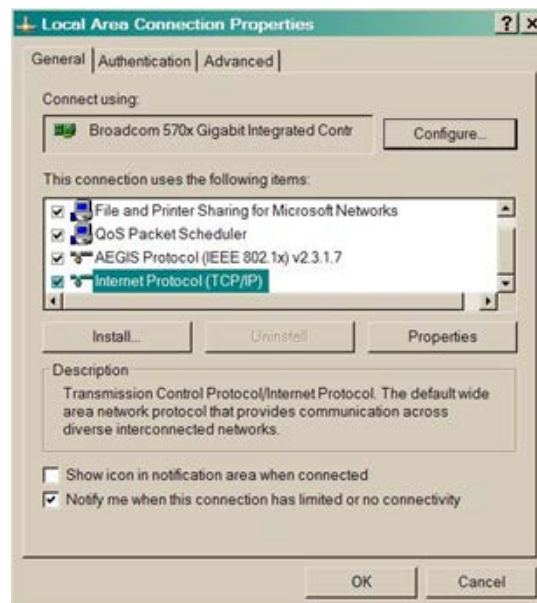 Local Area Connection Properties
General Authentication Advanced
Connect using:
Broadcom 570x Gigabit Integrated Contr Configure...
This connection uses the following items:
File and Printer Sharing for Microsoft Networks
QoS Packet Scheduler
AEGIS Protocol (IEEE 802.1x) v2.3.1.7
Internet Protocol (TCP/IP)
Install... Uninstall Properties
Description
Transmission Control Protocol/Internet Protocol. The default wide
area network protocol that provides communication across
diverse interconnected networks.
Show icon in notification area when connected
Notify me when this connection has limited or no connectivity
OK Cancel